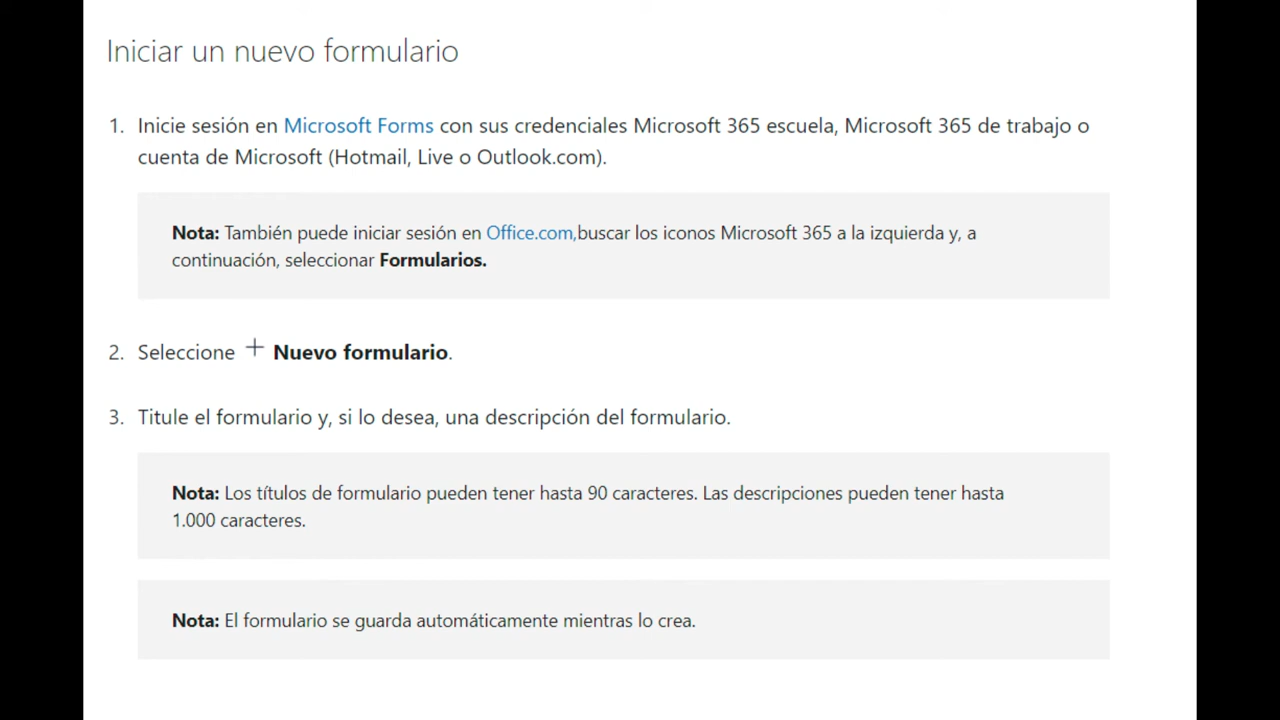 Iniciar un nuevo formulario
1. Inicie sesión en Microsoft Forms con sus credenciales Microsoft 365 escuela, Microsoft 365 de trabajo o
cuenta de Microsoft (Hotmail, Live o Outlook.com).
Nota: También puede iniciar sesión en Office.com,buscar los iconos Microsoft 365 a la izquierda y, a
continuación, seleccionar Formularios.
2. Seleccione + Nuevo formulario.
3. Titule el formulario y, si lo desea, una descripción del formulario.
Nota: Los títulos de formulario pueden tener hasta 90 caracteres. Las descripciones pueden tener hasta
1.000 caracteres.
Nota: El formulario se guarda automáticamente mientras lo crea.